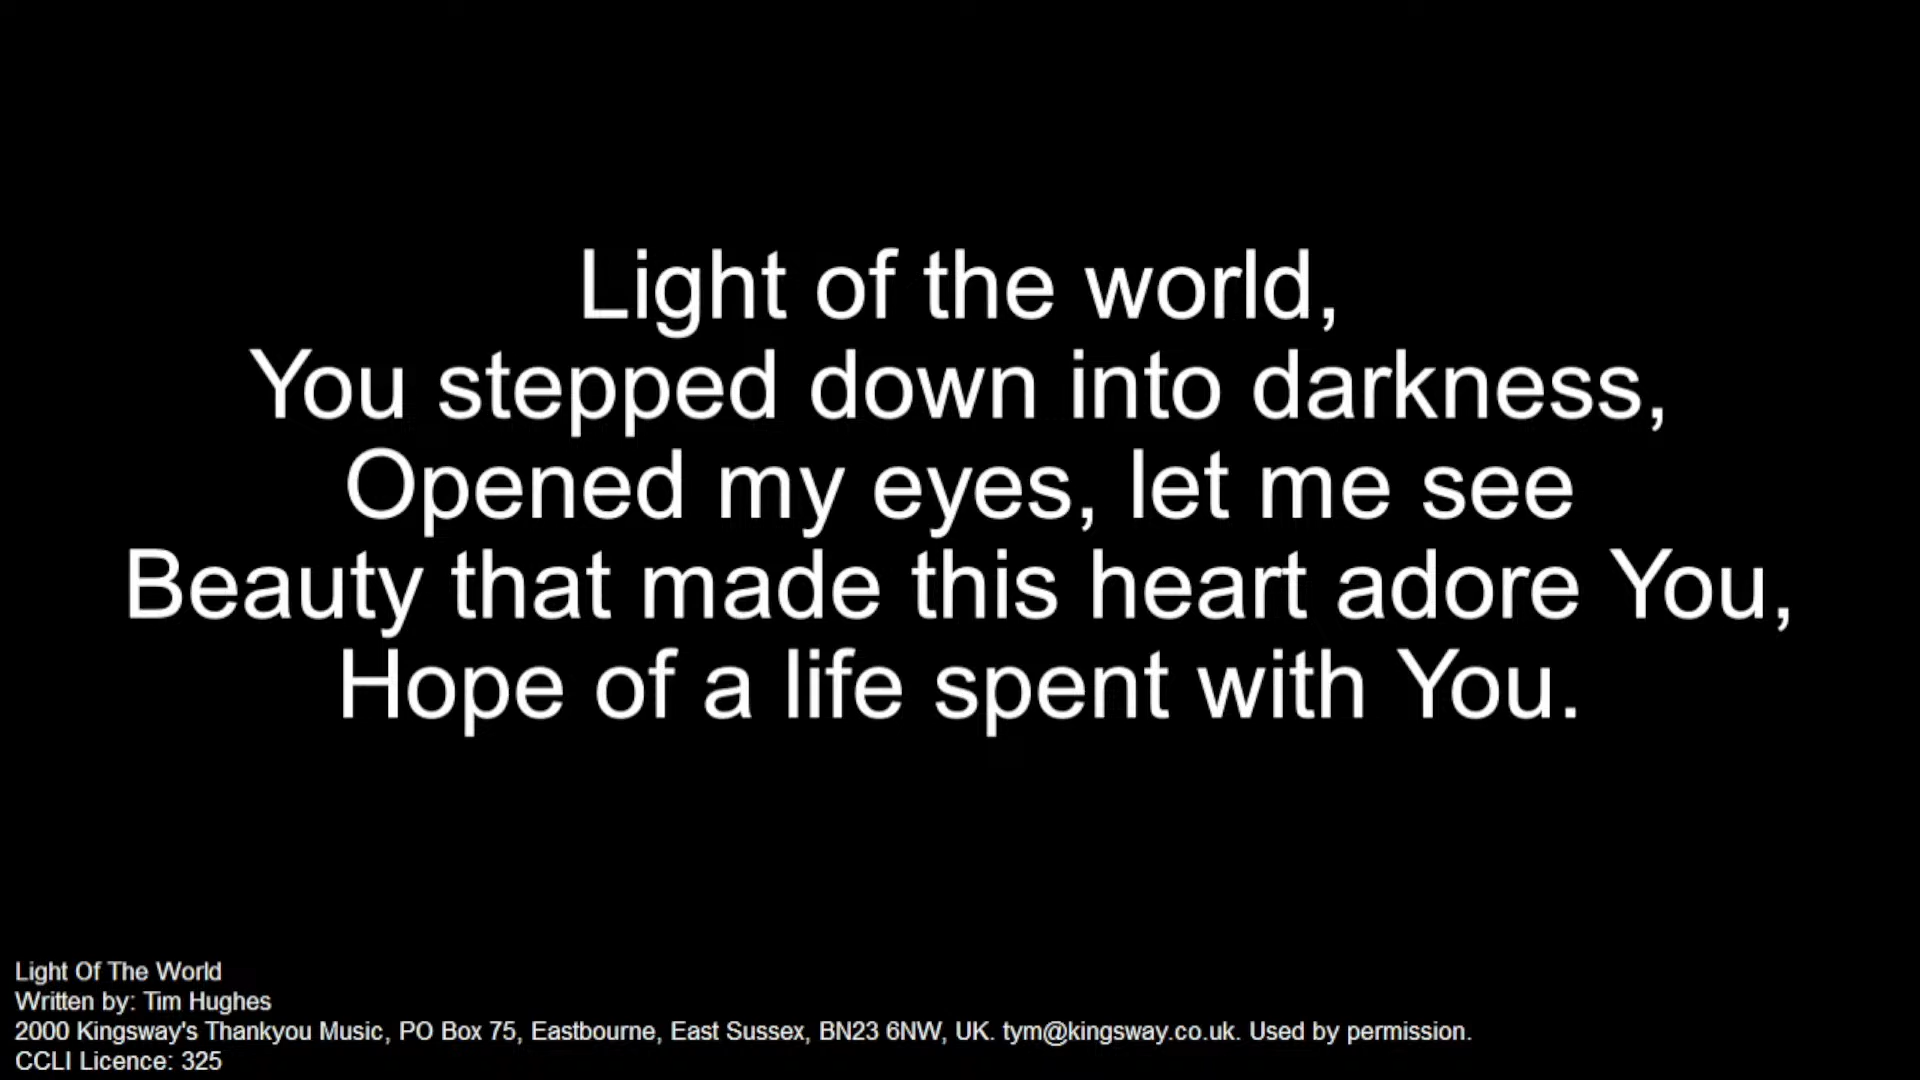 Light of the world,
You stepped down into darkness,
Opened my eyes, let me see
Beauty that made this heart adore You,
Hope of a life spent with You.
Light Of The World
Written by: Tim Hughes
2000 Kingsway's Thankyou Music, PO Box 75, Eastbourne, East Sussex, BN23 6NW, UK. tym@kingsway.co.uk. Used by permission.
CCLI Licence: 325